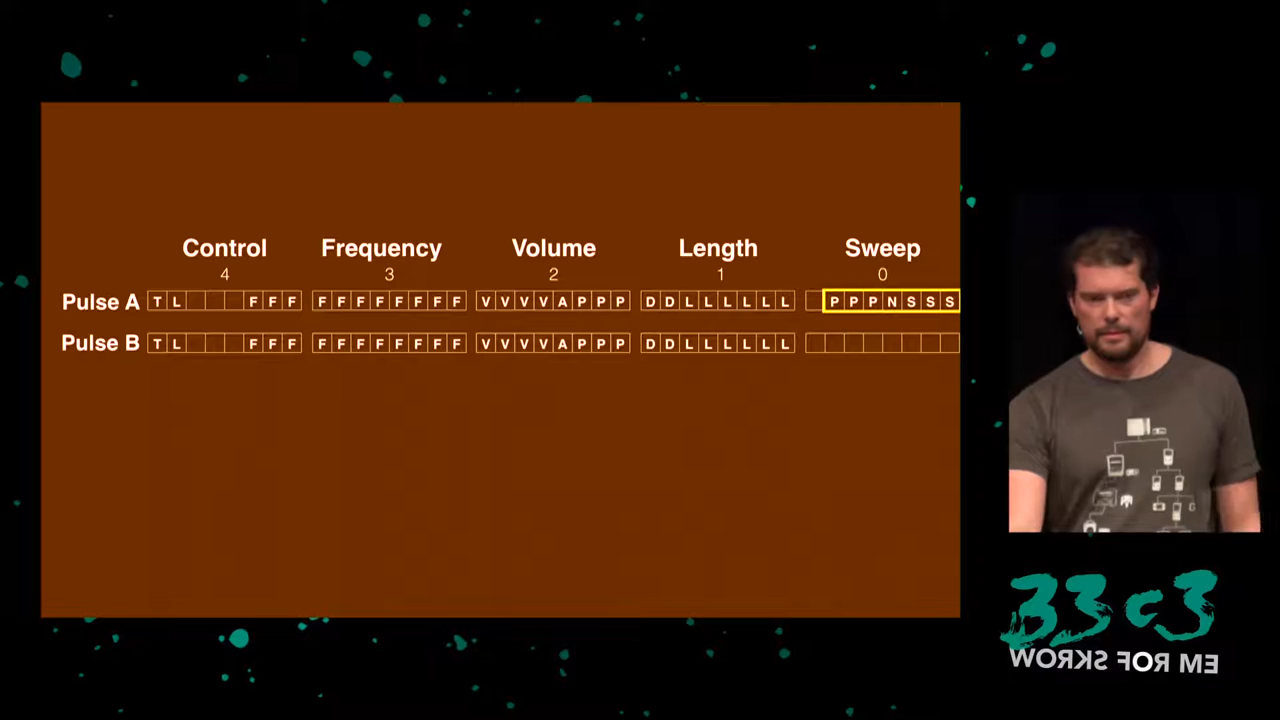 Control Frequency Volume Length Sweep
4 3 2 1 0
Pulse A T L F F F F F F F F F F F V V V V A P P P D D L L L L L L P P P N S S S
Pulse B T L F F F F F F F F F F F V V V V A P P P D D L L L L L L
33c3
WORKS FOR ME